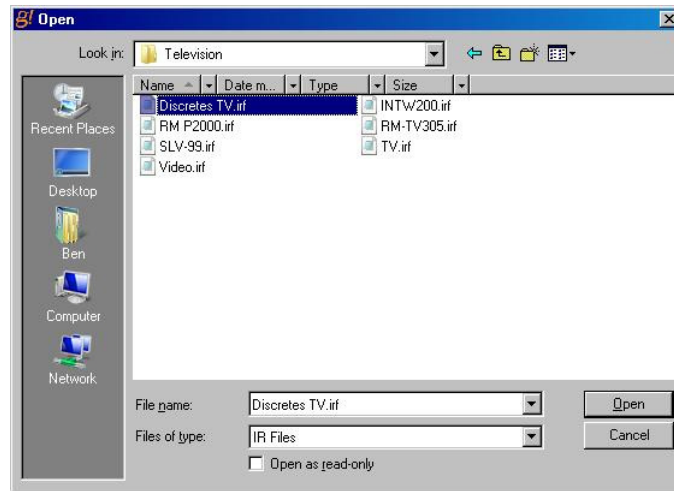 g! Open
Look in: Television
Name Date m... Type Size
Discretes TV.irf INTW200.irf
RM P2000.irf RM-TV305.irf
SLV-99.irf TV.irf
Video.irf
Recent Places
Desktop
Ben
Computer
Network
File name: Discretes TV.irf Open
Files of type: IR Files Cancel
Open as read-only